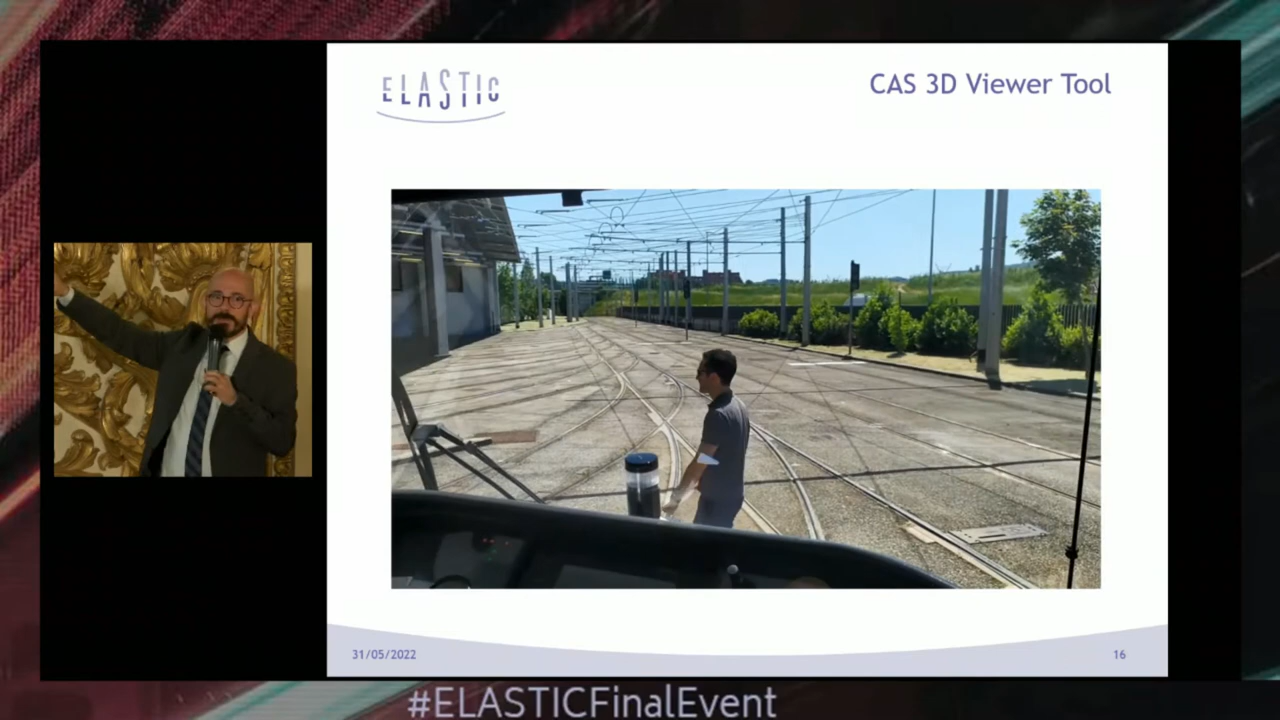 ELASTIC
CAS 3D Viewer Tool
31/05/2022
16
#ELASTICFinalEvent